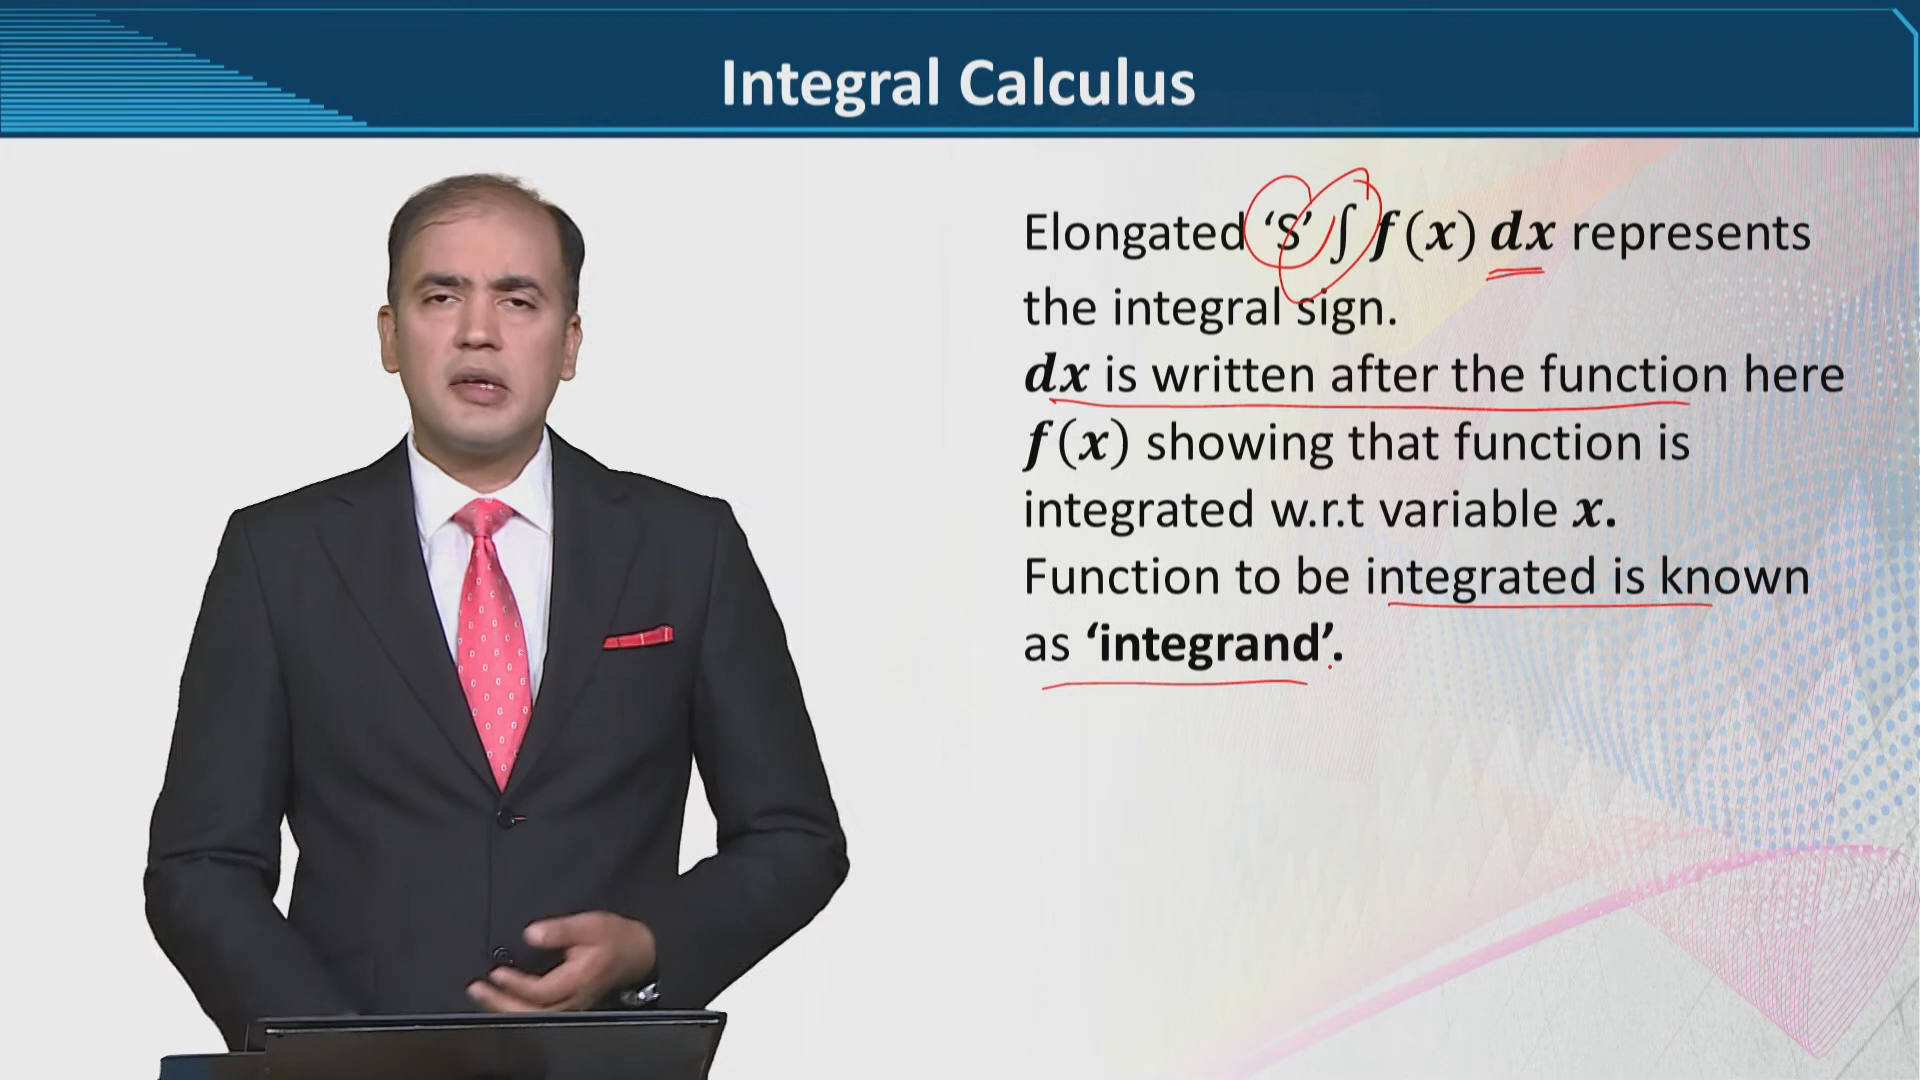 Integral Calculus
Elongated ‘S’ ∫ f(x) dx represents
the integral sign.
dx is written after the function here
f(x) showing that function is
integrated w.r.t variable x.
Function to be integrated is known
as ‘integrand’.